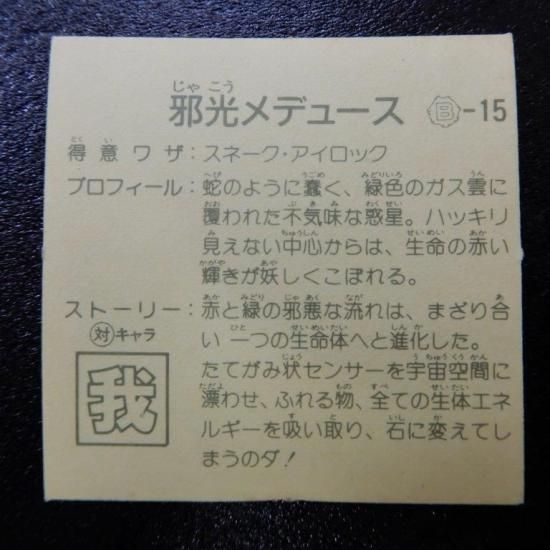 邪光メデュース Ⓑ-15
得意ワザ:スネーク・アイロック
プロフィール:蛇のように蠢く、緑色のガス雲に
覆われた不気味な惑星。ハッキリ
見えない中心からは、生命の赤い
輝きが妖しくこぼれる。
ストーリー:赤と緑の邪悪な流れは、まざり合
㊥キャラ い一つの生命体へと進化した。
たてがみ状センサーを宇宙空間に
漂わせ、ふれる物、全ての生体エネ
ルギーを吸い取り、石に変えてし
まうのダ!
我